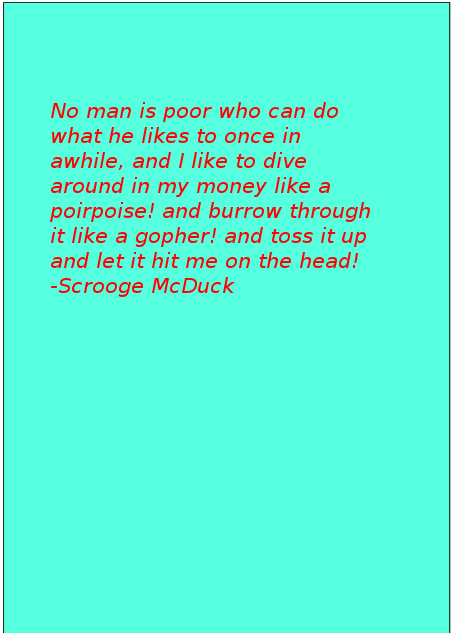 No man is poor who can do
what he likes to once in
awhile, and I like to dive
around in my money like a
poirpoise! and burrow through
it like a gopher! and toss it up
and let it hit me on the head!
-Scrooge McDuck